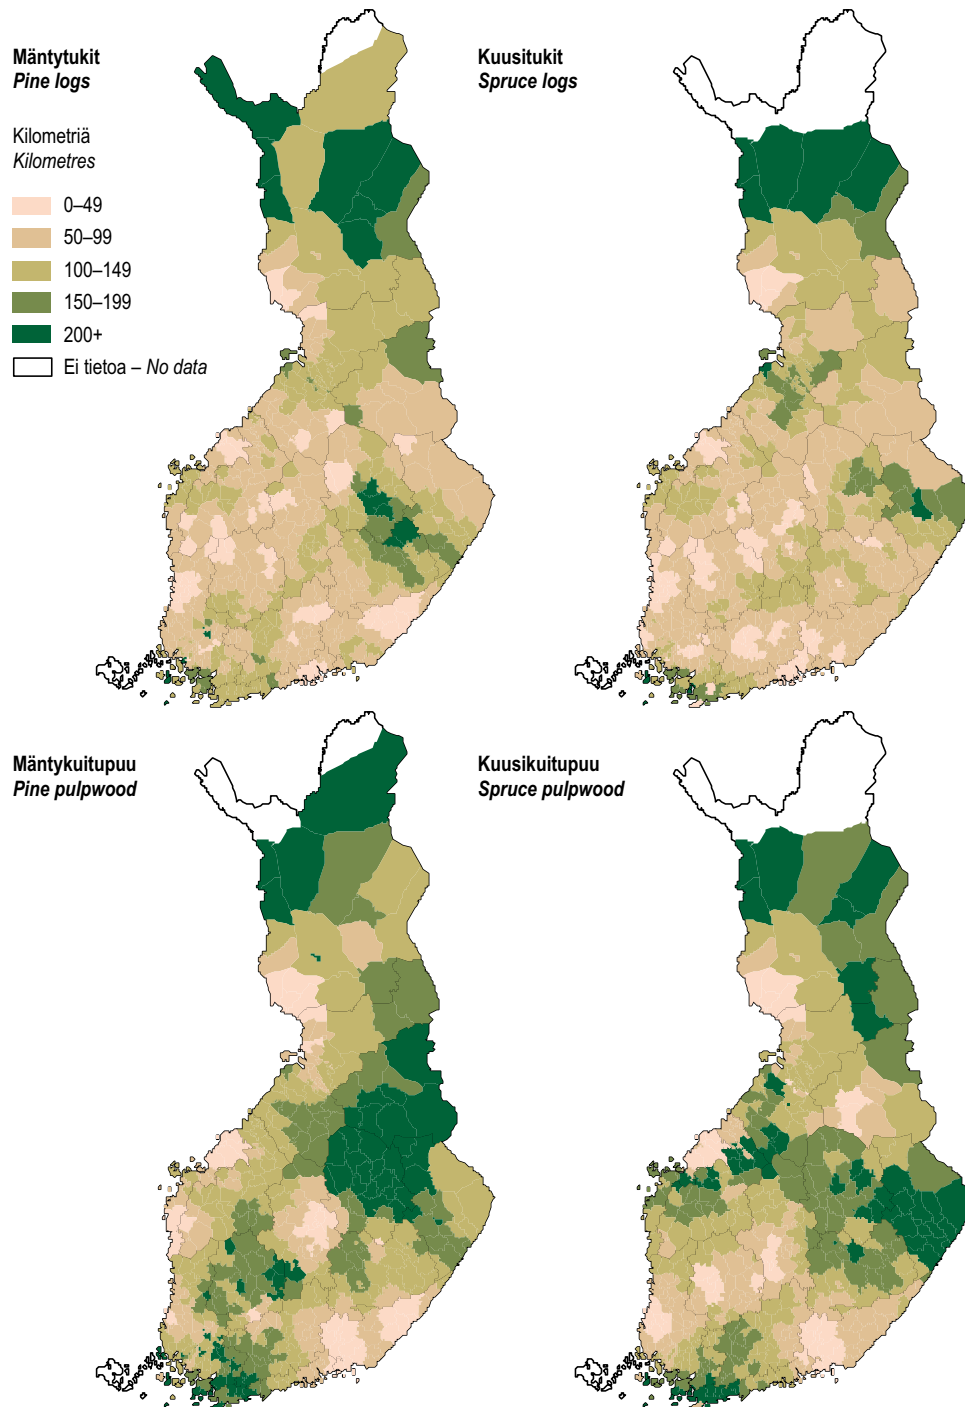 Mäntytukit
Pine logs
Kilometriä
Kilometres
0–49
50–99
100–149
150–199
200+
Ei tietoa – No data
Kuusitukit
Spruce logs
Mäntykuitupuu
Pine pulpwood
Kuusikuitupuu
Spruce pulpwood